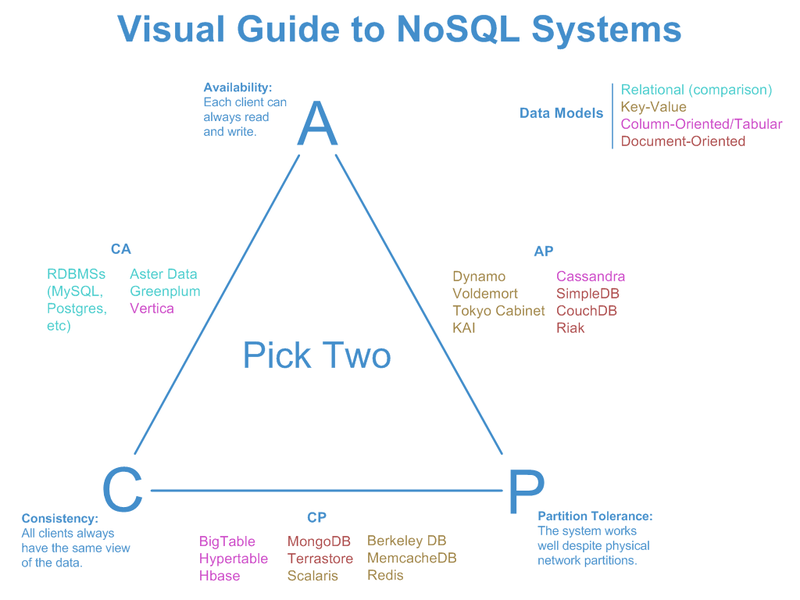 Visual Guide to NoSQL Systems
Availability:
Each client can
always read
and write.
A
Data Models
Relational (comparison)
Key-Value
Column-Oriented/Tabular
Document-Oriented
CA
RDBMSs
(MySQL,
Postgres,
etc)
Aster Data
Greenplum
Vertica
AP
Dynamo
Voldemort
Tokyo Cabinet
KAI
Cassandra
SimpleDB
CouchDB
Riak
Pick Two
C
Consistency:
All clients always
have the same view
of the data.
P
Partition Tolerance:
The system works
well despite physical
network partitions.
CP
BigTable
Hypertable
Hbase
MongoDB
Terrastore
Scalaris
Berkeley DB
MemcacheDB
Redis